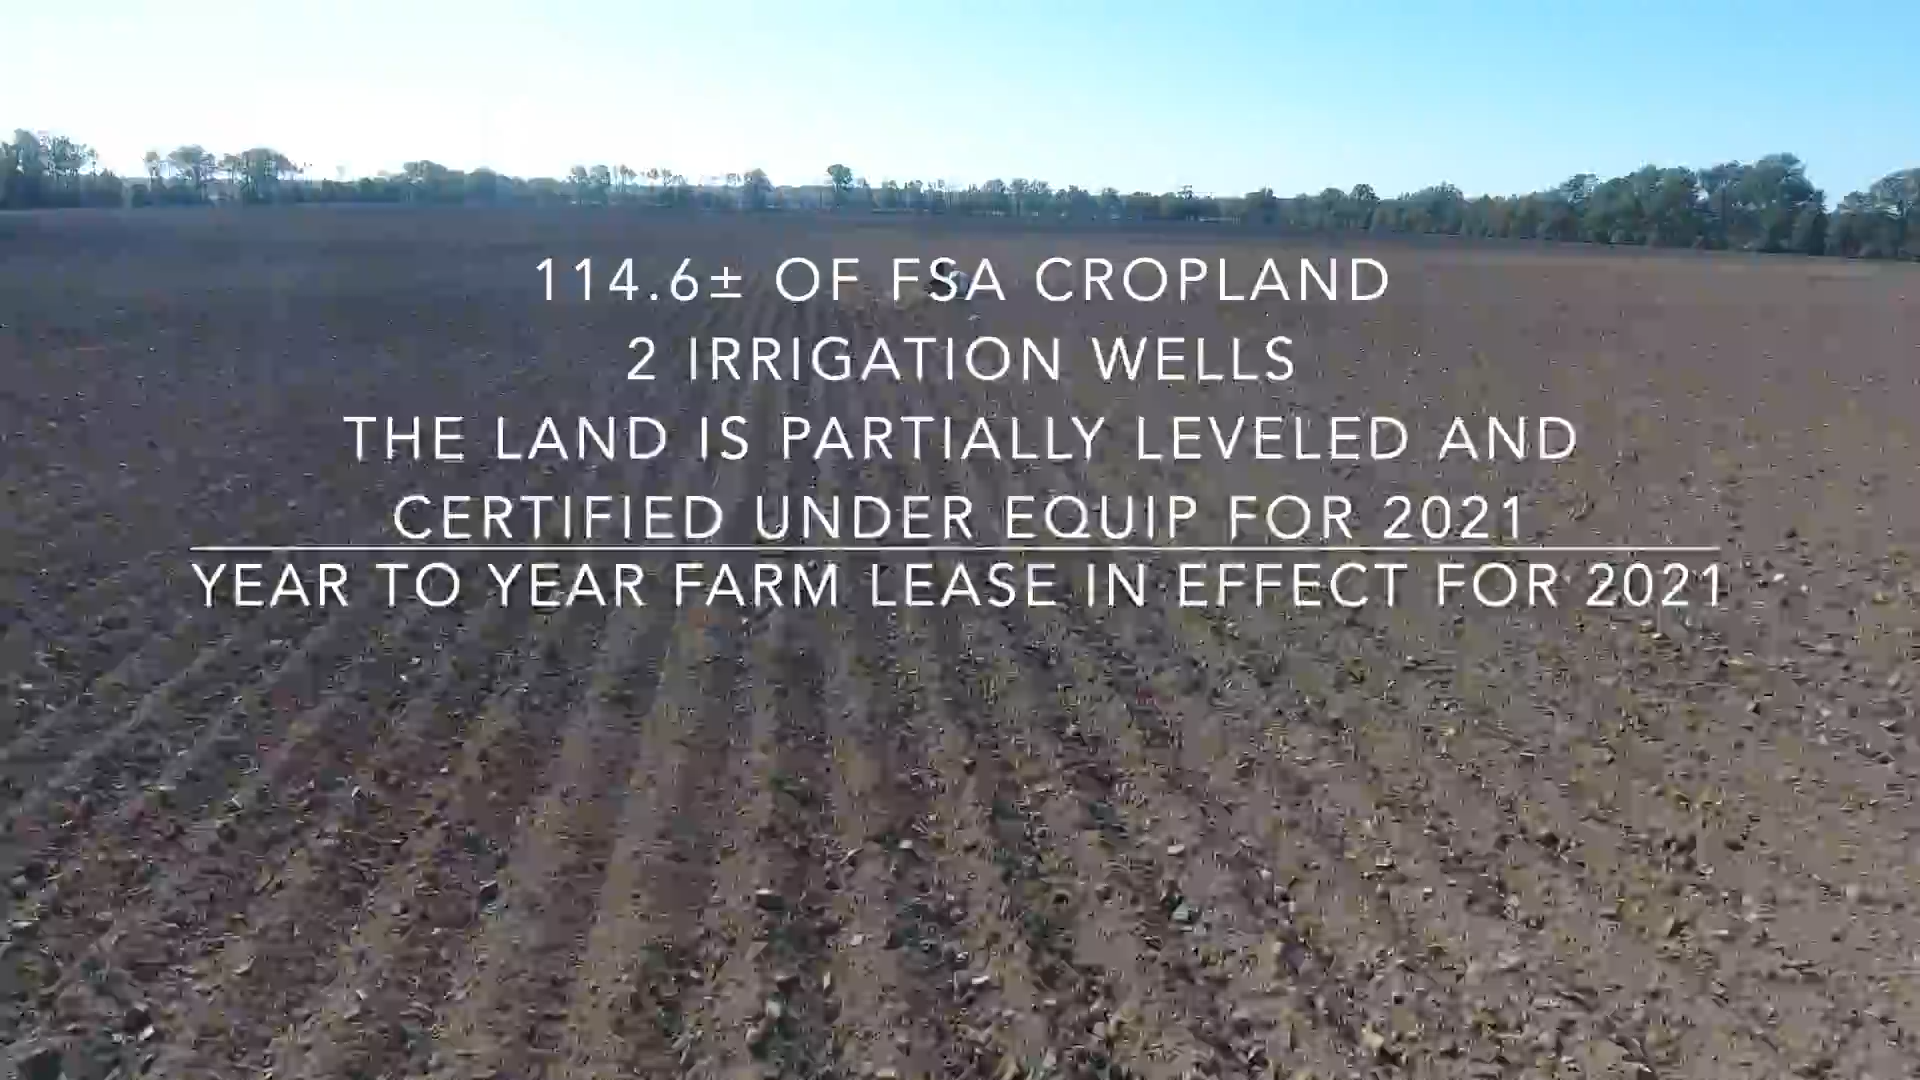 114.6± OF FSA CROPLAND
2 IRRIGATION WELLS
THE LAND IS PARTIALLY LEVELED AND
CERTIFIED UNDER EQUIP FOR 2021
YEAR TO YEAR FARM LEASE IN EFFECT FOR 2021